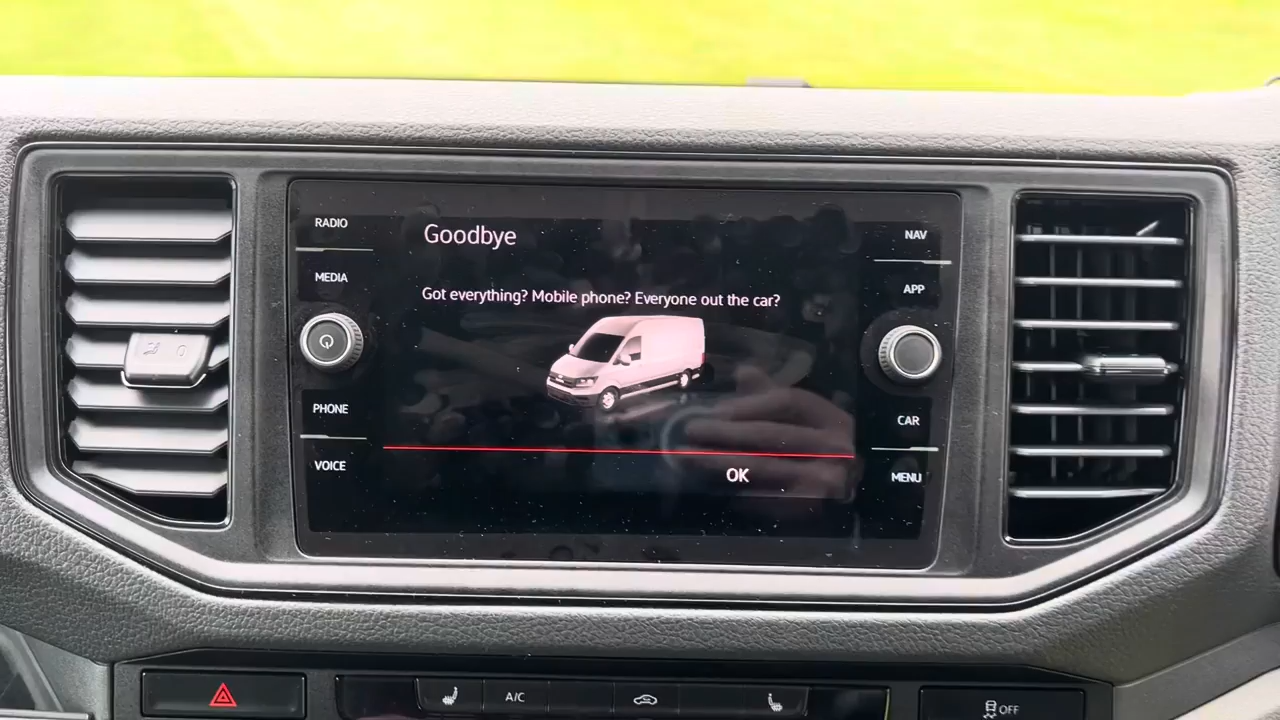 RADIO
MEDIA
PHONE
VOICE
Goodbye
Got everything? Mobile phone? Everyone out the car?
OK
NAV
APP
CAR
MENU
A/C
OFF